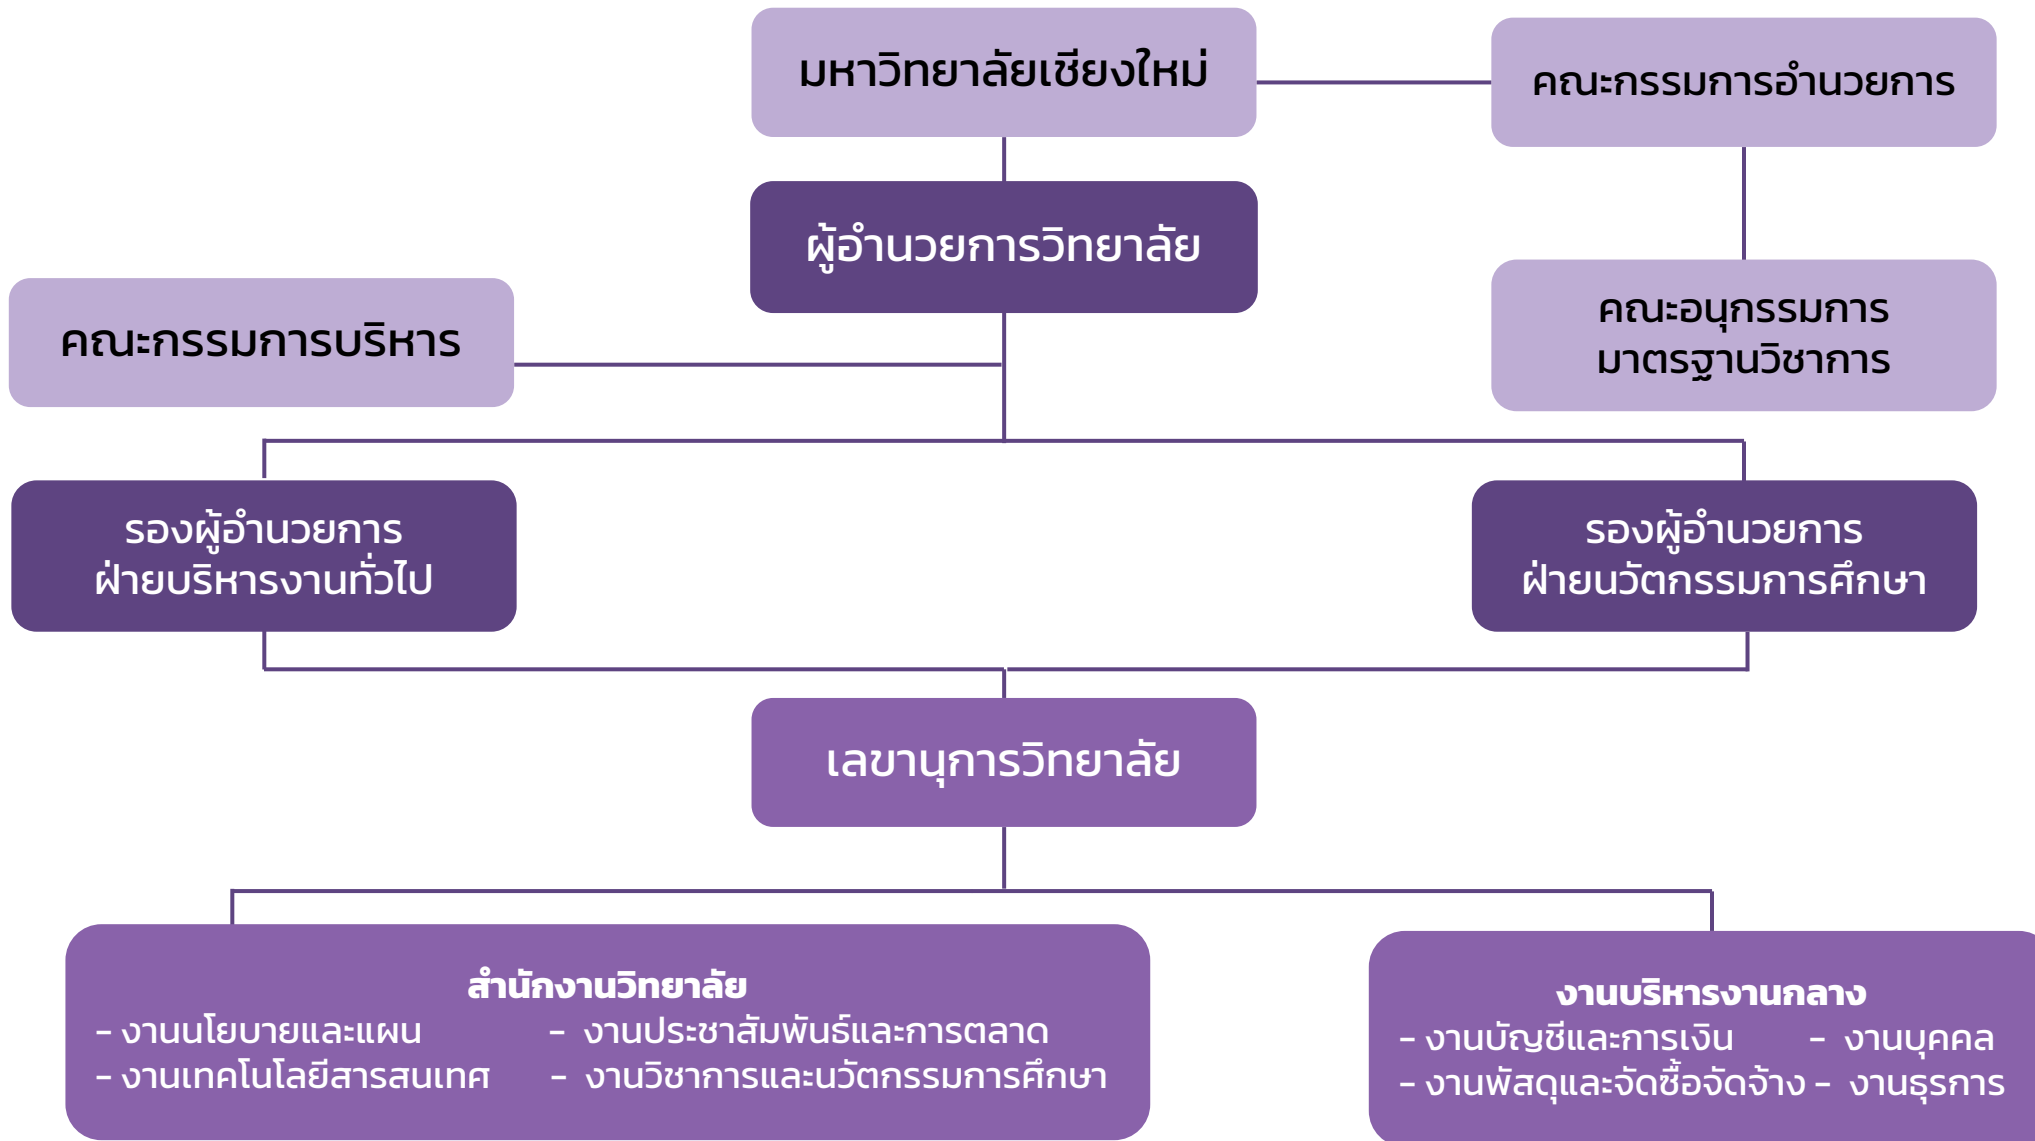 มหาวิทยาลัยเชียงใหม่
คณะกรรมการอำนวยการ
ผู้อำนวยการวิทยาลัย
คณะกรรมการบริหาร
คณะอนุกรรมการ
มาตรฐานวิชาการ
รองผู้อำนวยการ
ฝ่ายบริหารงานทั่วไป
รองผู้อำนวยการ
ฝ่ายนวัตกรรมการศึกษา
เลขานุการวิทยาลัย
สำนักงานวิทยาลัย
- งานนโยบายและแผน - งานประชาสัมพันธ์และการตลาด
- งานเทคโนโลยีสารสนเทศ - งานวิชาการและนวัตกรรมการศึกษา
งานบริหารงานกลาง
- งานบัญชีและการเงิน - งานบุคคล
- งานพัสดุและจัดซื้อจัดจ้าง - งานธุรการ